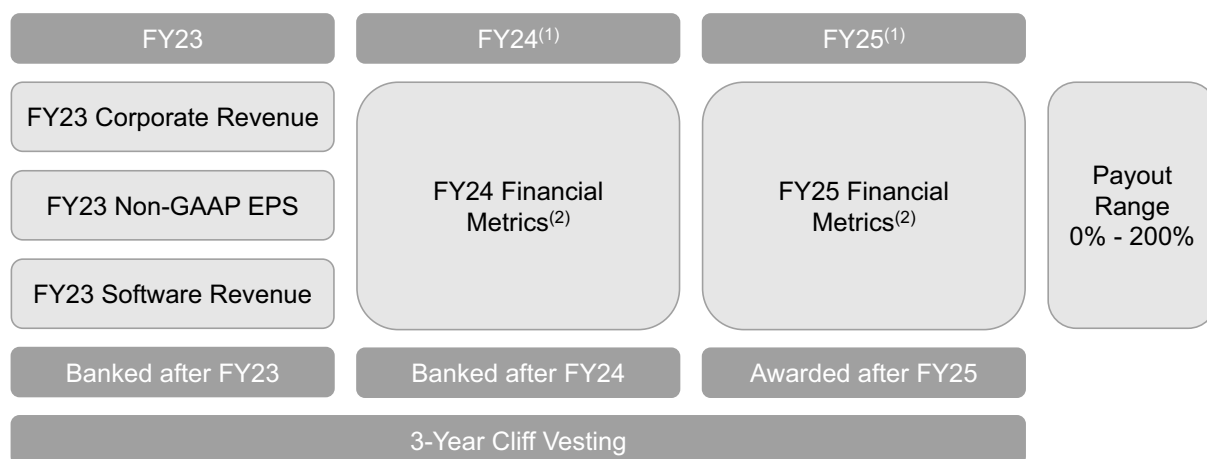 FY23
FY24(1)
FY25(1)
FY23 Corporate Revenue
FY23 Non-GAAP EPS
FY23 Software Revenue
FY24 Financial
Metrics(2)
FY25 Financial
Metrics(2)
Payout
Range
0% - 200%
Banked after FY23
Banked after FY24
Awarded after FY25
3-Year Cliff Vesting